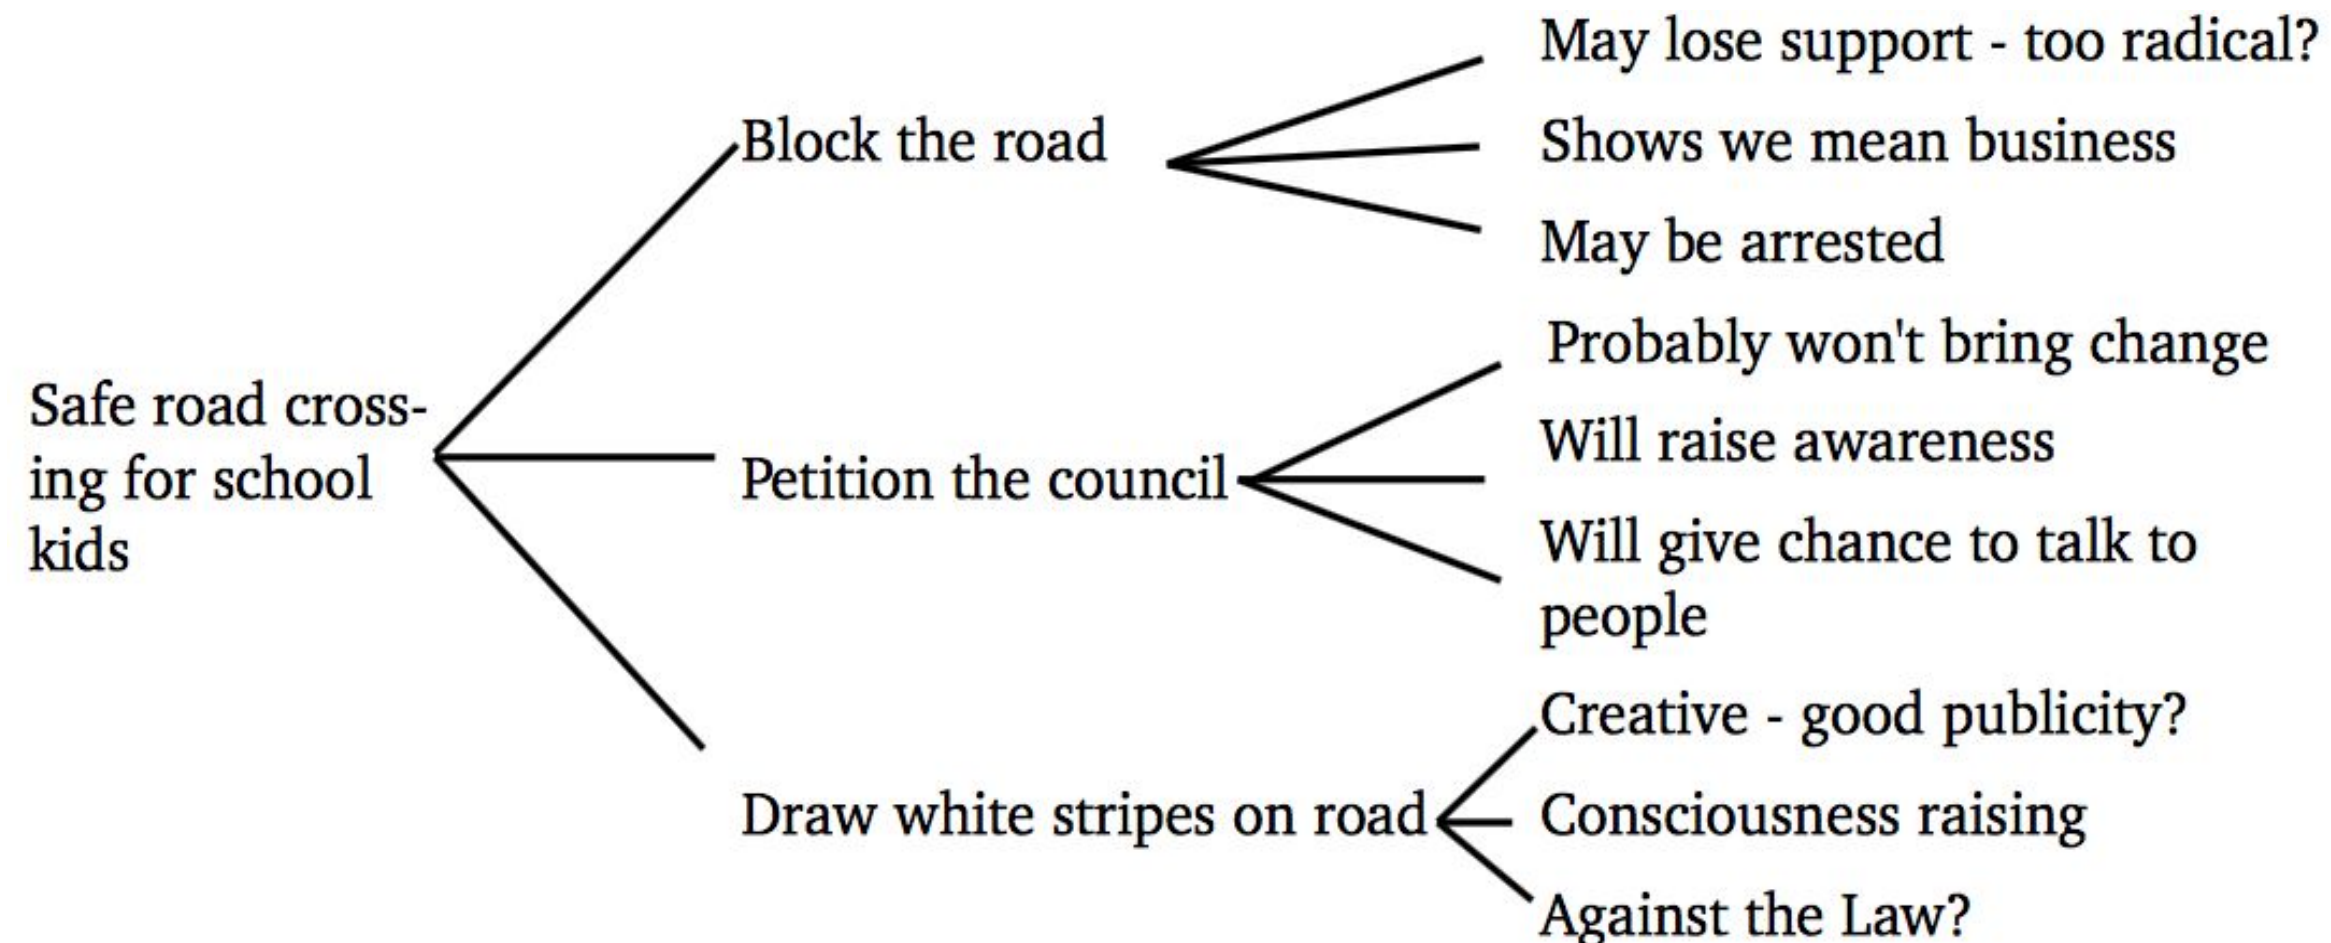 Safe road cross-
ing for school
kids
Block the road
May lose support - too radical?
Shows we mean business
May be arrested
Petition the council
Probably won't bring change
Will raise awareness
Will give chance to talk to
people
Draw white stripes on road
Creative - good publicity?
Consciousness raising
Against the Law?